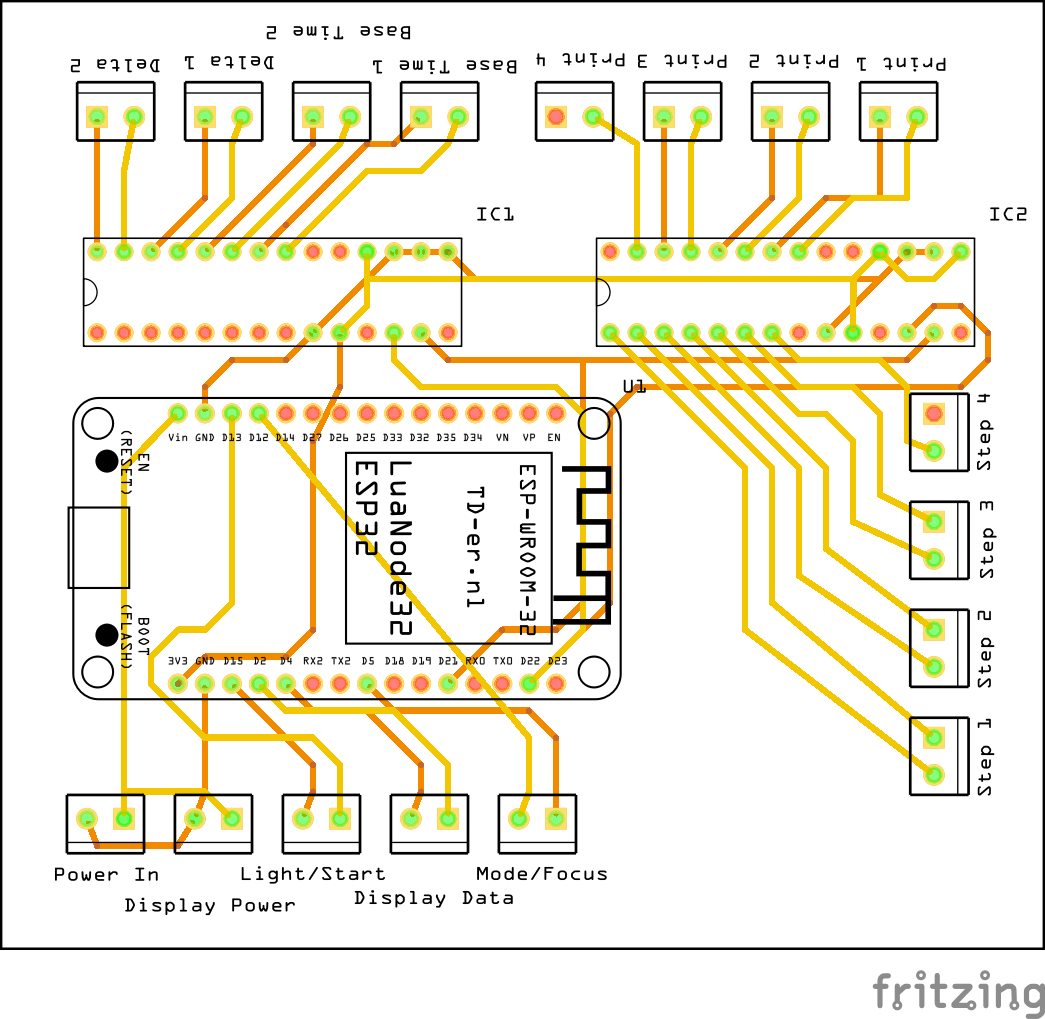 Base Time 2
Delta 2
Delta 1
Base Time 1
Print 4
Print 3
Print 2
Print 1
IC1
IC2
U1
Vin GND D13 D12 D14 D27 D26 D25 D33 D32 D35 D34 VN VP EN
EN
(RESET)
ESP32
LuaNode32
TD-er.nl
ESP-WROOM-32
BOOT
(FLASH)
3V3 GND D15 D2 D4 RX2 TX2 D5 D18 D19 D21 RX0 TX0 D22 D23
Step 4
Step 3
Step 2
Step 1
Power In
Light/Start
Mode/Focus
Display Power
Display Data
fritzing